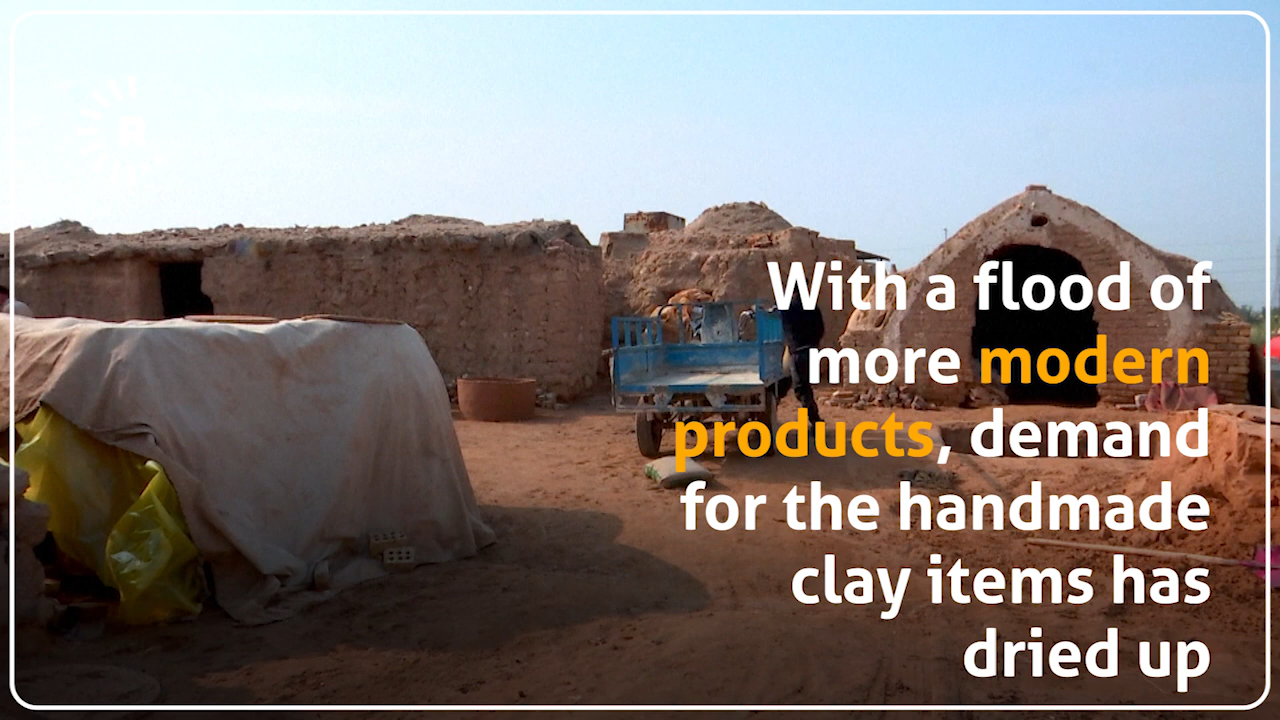 With a flood of
more modern
products, demand
for the handmade
clay items has
dried up